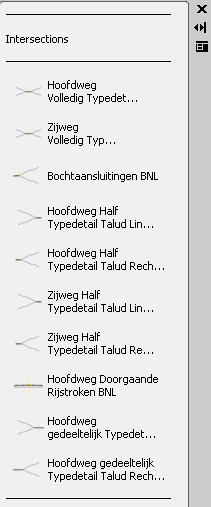 Intersections
Hoofdweg
Volledig Typedet...
Zijweg
Volledig Typ...
Bochtaansluitingen BNL
Hoofdweg Half
Typedetail Talud Lin...
Hoofdweg Half
Typedetail Talud Rech...
Zijweg Half
Typedetail Talud Lin...
Zijweg Half
Typedetail Talud Re...
Hoofdweg Doorgaande
Rijstroken BNL
Hoofdweg
gedeeltelijk Typedet...
Hoofdweg gedeeltelijk
Typedetail Talud Rech...